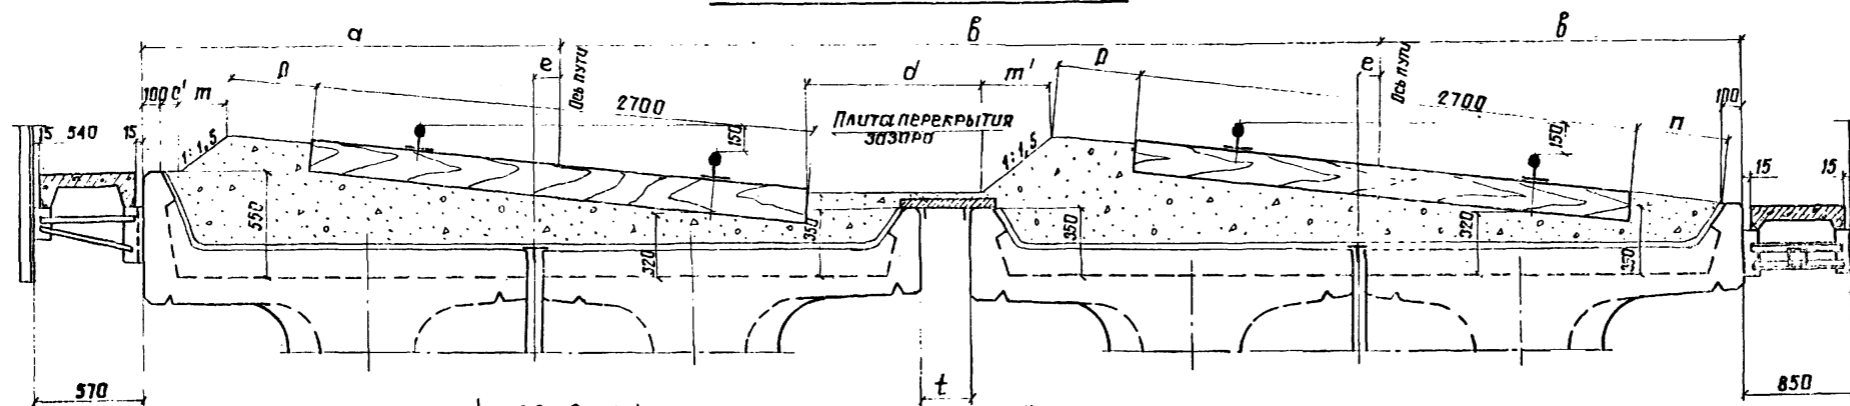 а
в
в
е
Ось пути
е
Ось пути
100
с'
m
р
2700
d
m'
р
2700
100
п
15
540
15
1:1,5
150
Плита перекрытия
зазора
1:1,5
150
15
15
550
320
350
350
320
350
570
t
850